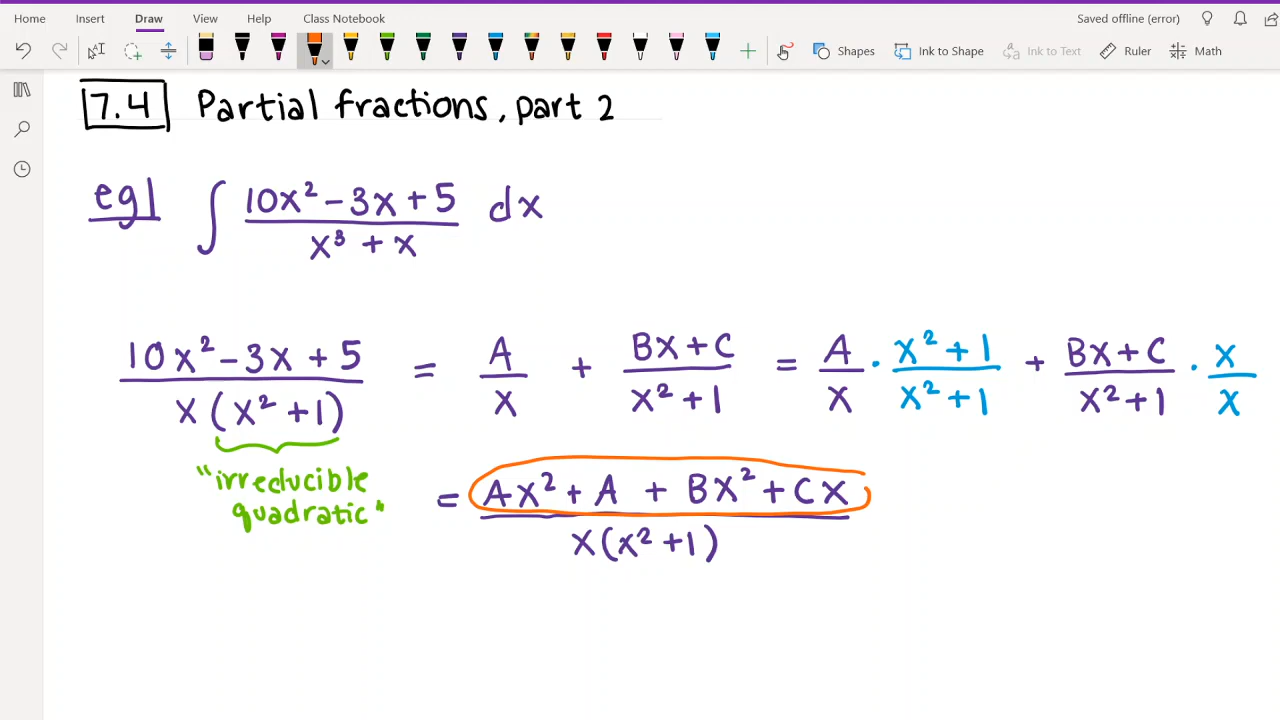 Home Insert Draw View Help Class Notebook Saved offline (error)
Shapes Ink to Shape Ink to Text Ruler Math
7.4 Partial fractions, part 2
eg1 ∫ (10x² - 3x + 5)/(x³ + x) dx
(10x² - 3x + 5)/(x(x² + 1)) = A/x + (Bx + C)/(x² + 1) = A/x · (x² + 1)/(x² + 1) + (Bx + C)/(x² + 1) · x/x
"irreducible
quadratic"
= (Ax² + A + Bx² + Cx)/(x(x² + 1))